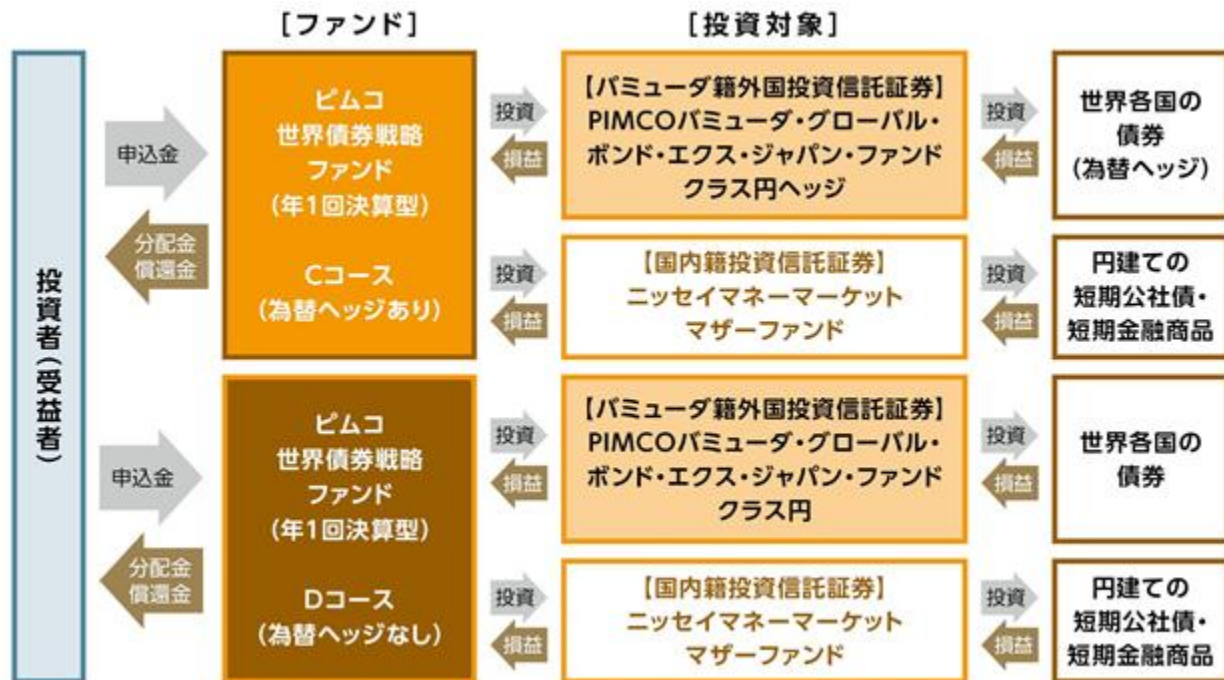 [ファンド]
[投資対象]
投資者(受益者)
申込金
分配金
償還金
ピムコ
世界債券戦略
ファンド
(年1回決算型)
Cコース
(為替ヘッジあり)
投資
損益
【バミューダ籍外国投資信託証券】
PIMCOバミューダ・グローバル・
ボンド・エクス・ジャパン・ファンド
クラス円ヘッジ
投資
損益
世界各国の
債券
(為替ヘッジ)
投資
損益
【国内籍投資信託証券】
ニッセイマネーマーケット
マザーファンド
投資
損益
円建ての
短期公社債・
短期金融商品
申込金
分配金
償還金
ピムコ
世界債券戦略
ファンド
(年1回決算型)
Dコース
(為替ヘッジなし)
投資
損益
【バミューダ籍外国投資信託証券】
PIMCOバミューダ・グローバル・
ボンド・エクス・ジャパン・ファンド
クラス円
投資
損益
世界各国の
債券
投資
損益
【国内籍投資信託証券】
ニッセイマネーマーケット
マザーファンド
投資
損益
円建ての
短期公社債・
短期金融商品